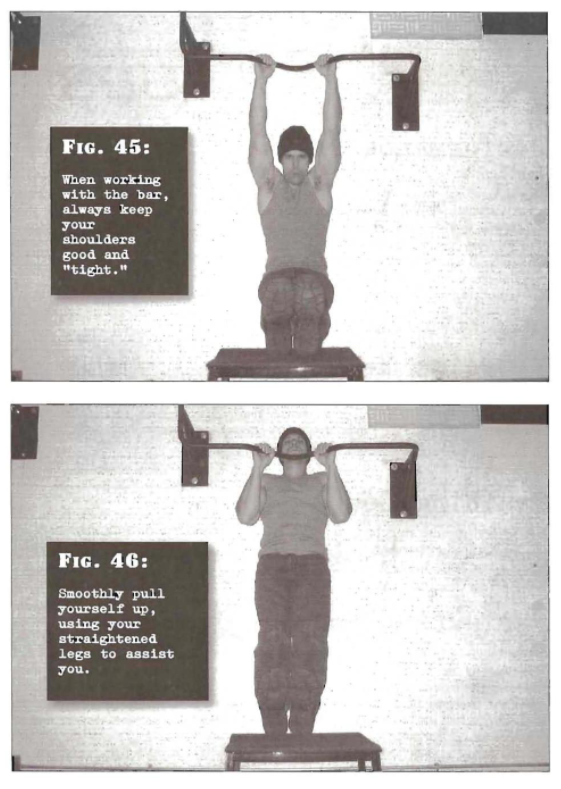 FIG. 45:
When working
with the bar,
always keep
your
shoulders
good and
"tight."
FIG. 46:
Smoothly pull
yourself up,
using your
straightened
legs to assist
you.